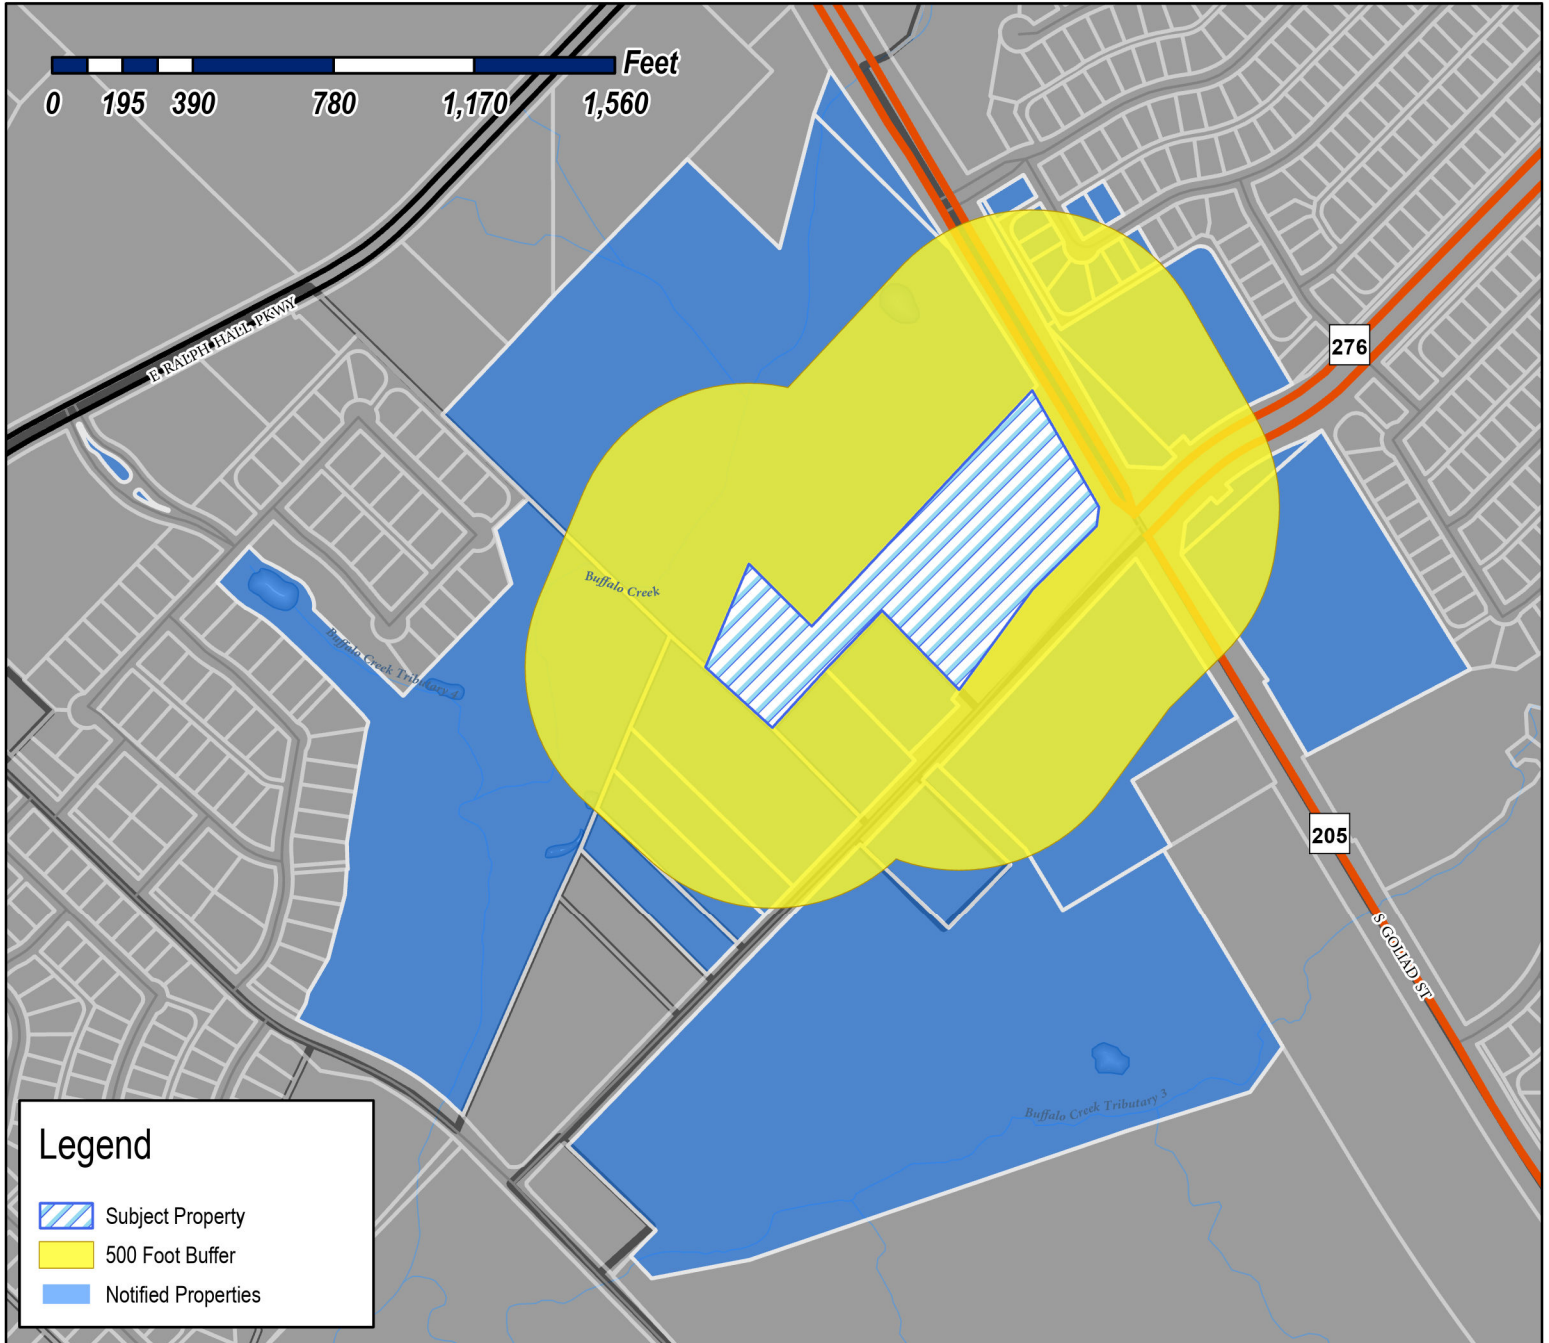 Feet
0 195 390 780 1,170 1,560
276
E RALPH HALL PKWY
Buffalo Creek
Buffalo Creek Tributary 4
205
S GOLIAD ST
Buffalo Creek Tributary 3
Legend
Subject Property
500 Foot Buffer
Notified Properties